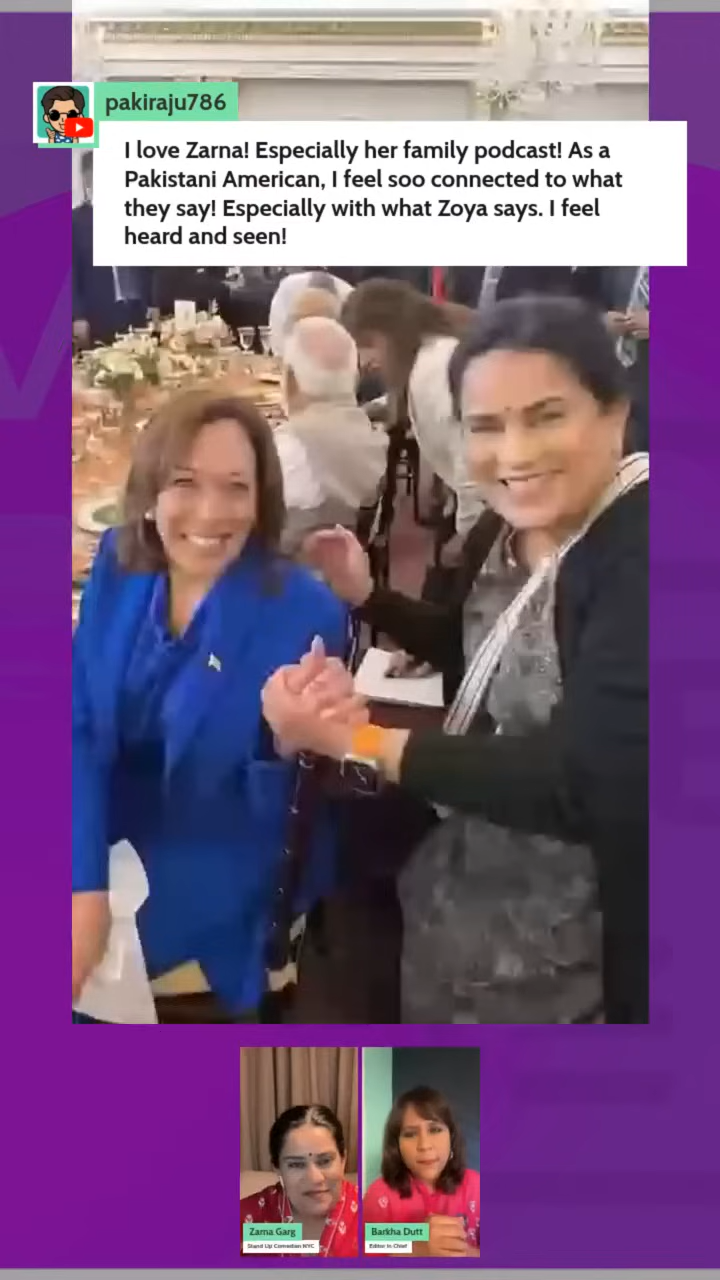 pakiraju786
I love Zarna! Especially her family podcast! As a
Pakistani American, I feel soo connected to what
they say! Especially with what Zoya says. I feel
heard and seen!
Zarna Garg
Stand Up Comedian NYC
Barkha Dutt
Editor In Chief